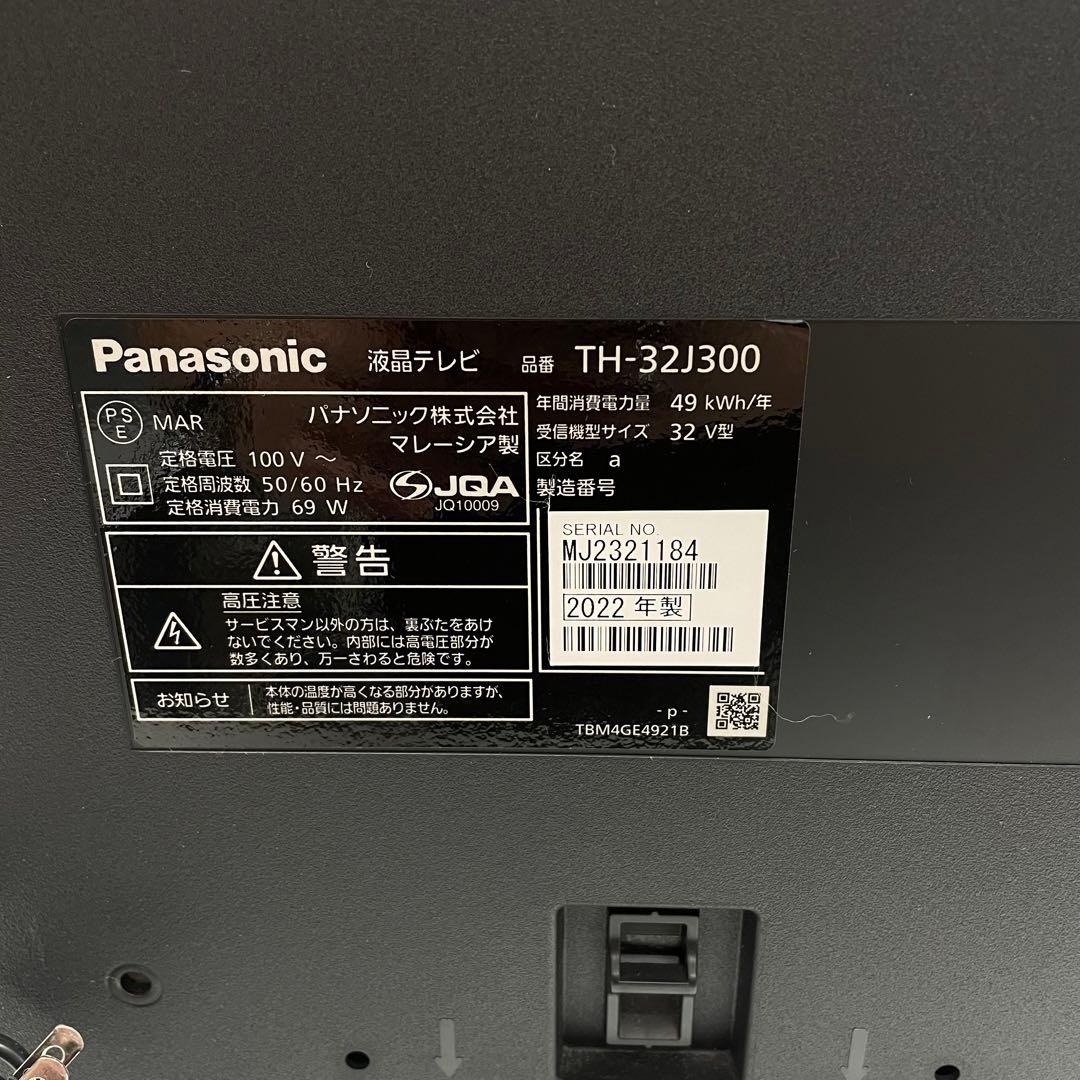 Panasonic 液晶テレビ 品番 TH-32J300
PS
E
MAR
パナソニック株式会社
マレーシア製
定格電圧 100 V ～
定格周波数 50/60 Hz
定格消費電力 69 W
JQA
JQ10009
年間消費電力量 49 kWh/年
受信機型サイズ 32 V型
区分名 a
製造番号
SERIAL NO.
MJ2321184
2022 年製
警告
高圧注意
サービスマン以外の方は、裏ぶたをあけ
ないでください。内部には高電圧部分が
数多くあり、万一さわると危険です。
お知らせ
本体の温度が高くなる部分がありますが、
性能・品質には問題ありません。
- p -
TBM4GE4921B